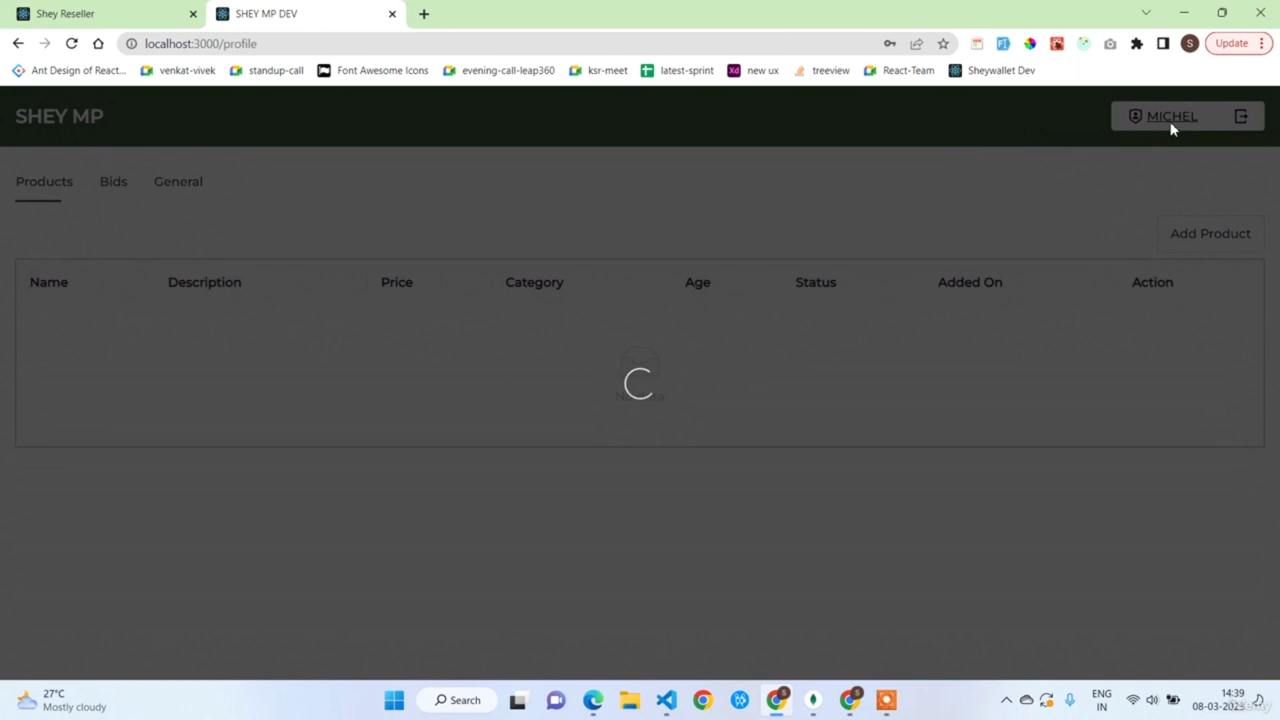 Shey Reseller
SHEY MP DEV
localhost:3000/profile
S
Update
Ant Design of React...
venkat-vivek
standup-call
Font Awesome Icons
evening-call-leap360
ksr-meet
latest-sprint
Xd new ux
treeview
React-Team
Sheywallet Dev
SHEY MP
MICHEL
Products Bids General
Add Product
Name Description Price Category Age Status Added On Action
27°C
Mostly cloudy
Search
ENG
IN
14:39
08-03-2023